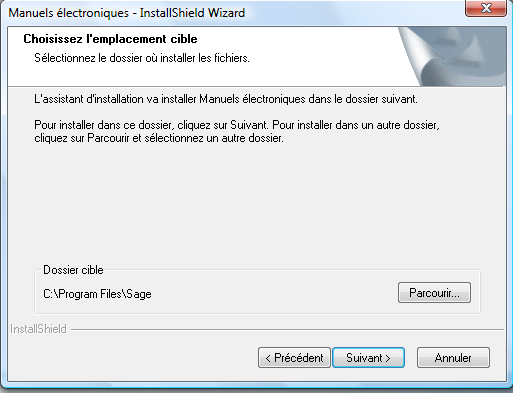 Manuels électroniques - InstallShield Wizard
Choisissez l'emplacement cible
Sélectionnez le dossier où installer les fichiers.
L'assistant d'installation va installer Manuels électroniques dans le dossier suivant.
Pour installer dans ce dossier, cliquez sur Suivant. Pour installer dans un autre dossier,
cliquez sur Parcourir et sélectionnez un autre dossier.
Dossier cible
C:\Program Files\Sage
Parcourir...
InstallShield
< Précédent
Suivant >
Annuler